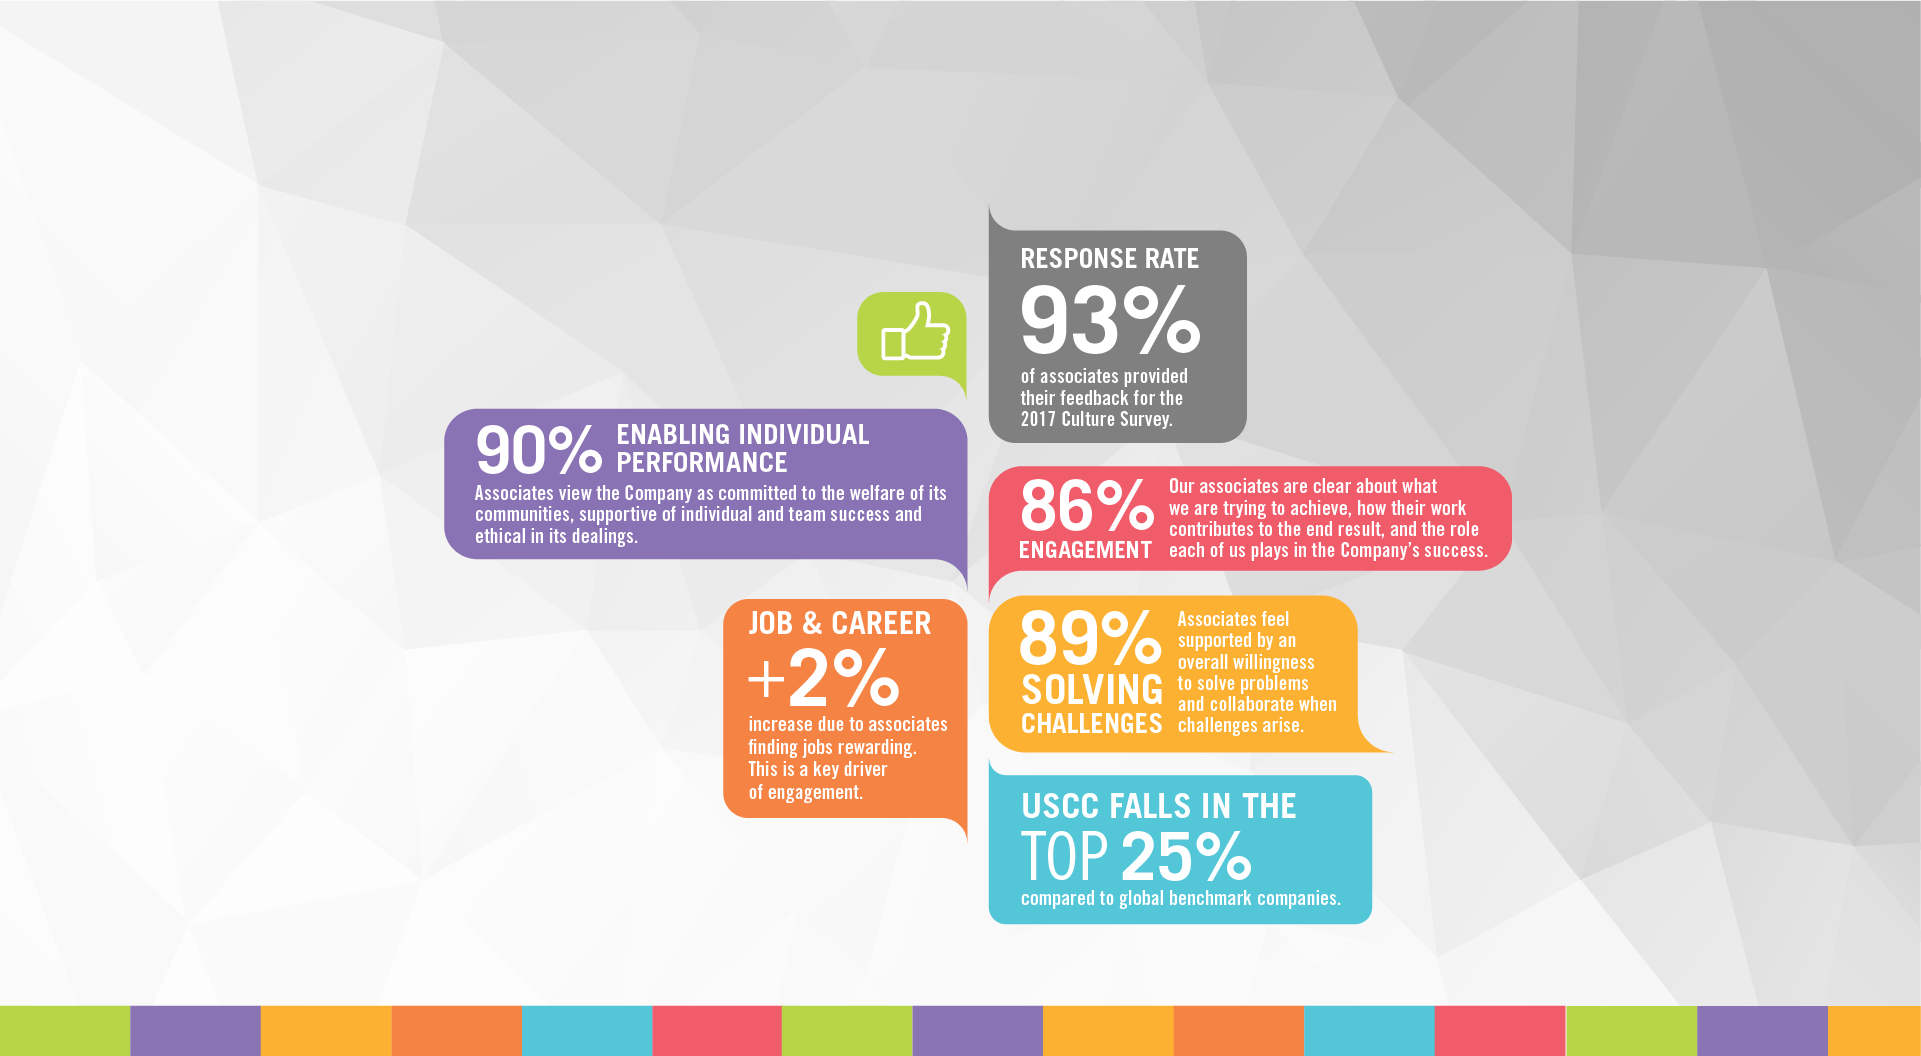 RESPONSE RATE
93%
of associates provided
their feedback for the
2017 Culture Survey.
90% ENABLING INDIVIDUAL
PERFORMANCE
Associates view the Company as committed to the welfare of its
communities, supportive of individual and team success and
ethical in its dealings.
86%
ENGAGEMENT
Our associates are clear about what
we are trying to achieve, how their work
contributes to the end result, and the role
each of us plays in the Company's success.
JOB & CAREER
+2%
increase due to associates
finding jobs rewarding.
This is a key driver
of engagement.
89%
SOLVING
CHALLENGES
Associates feel
supported by an
overall willingness
to solve problems
and collaborate when
challenges arise.
USCC FALLS IN THE
TOP 25%
compared to global benchmark companies.